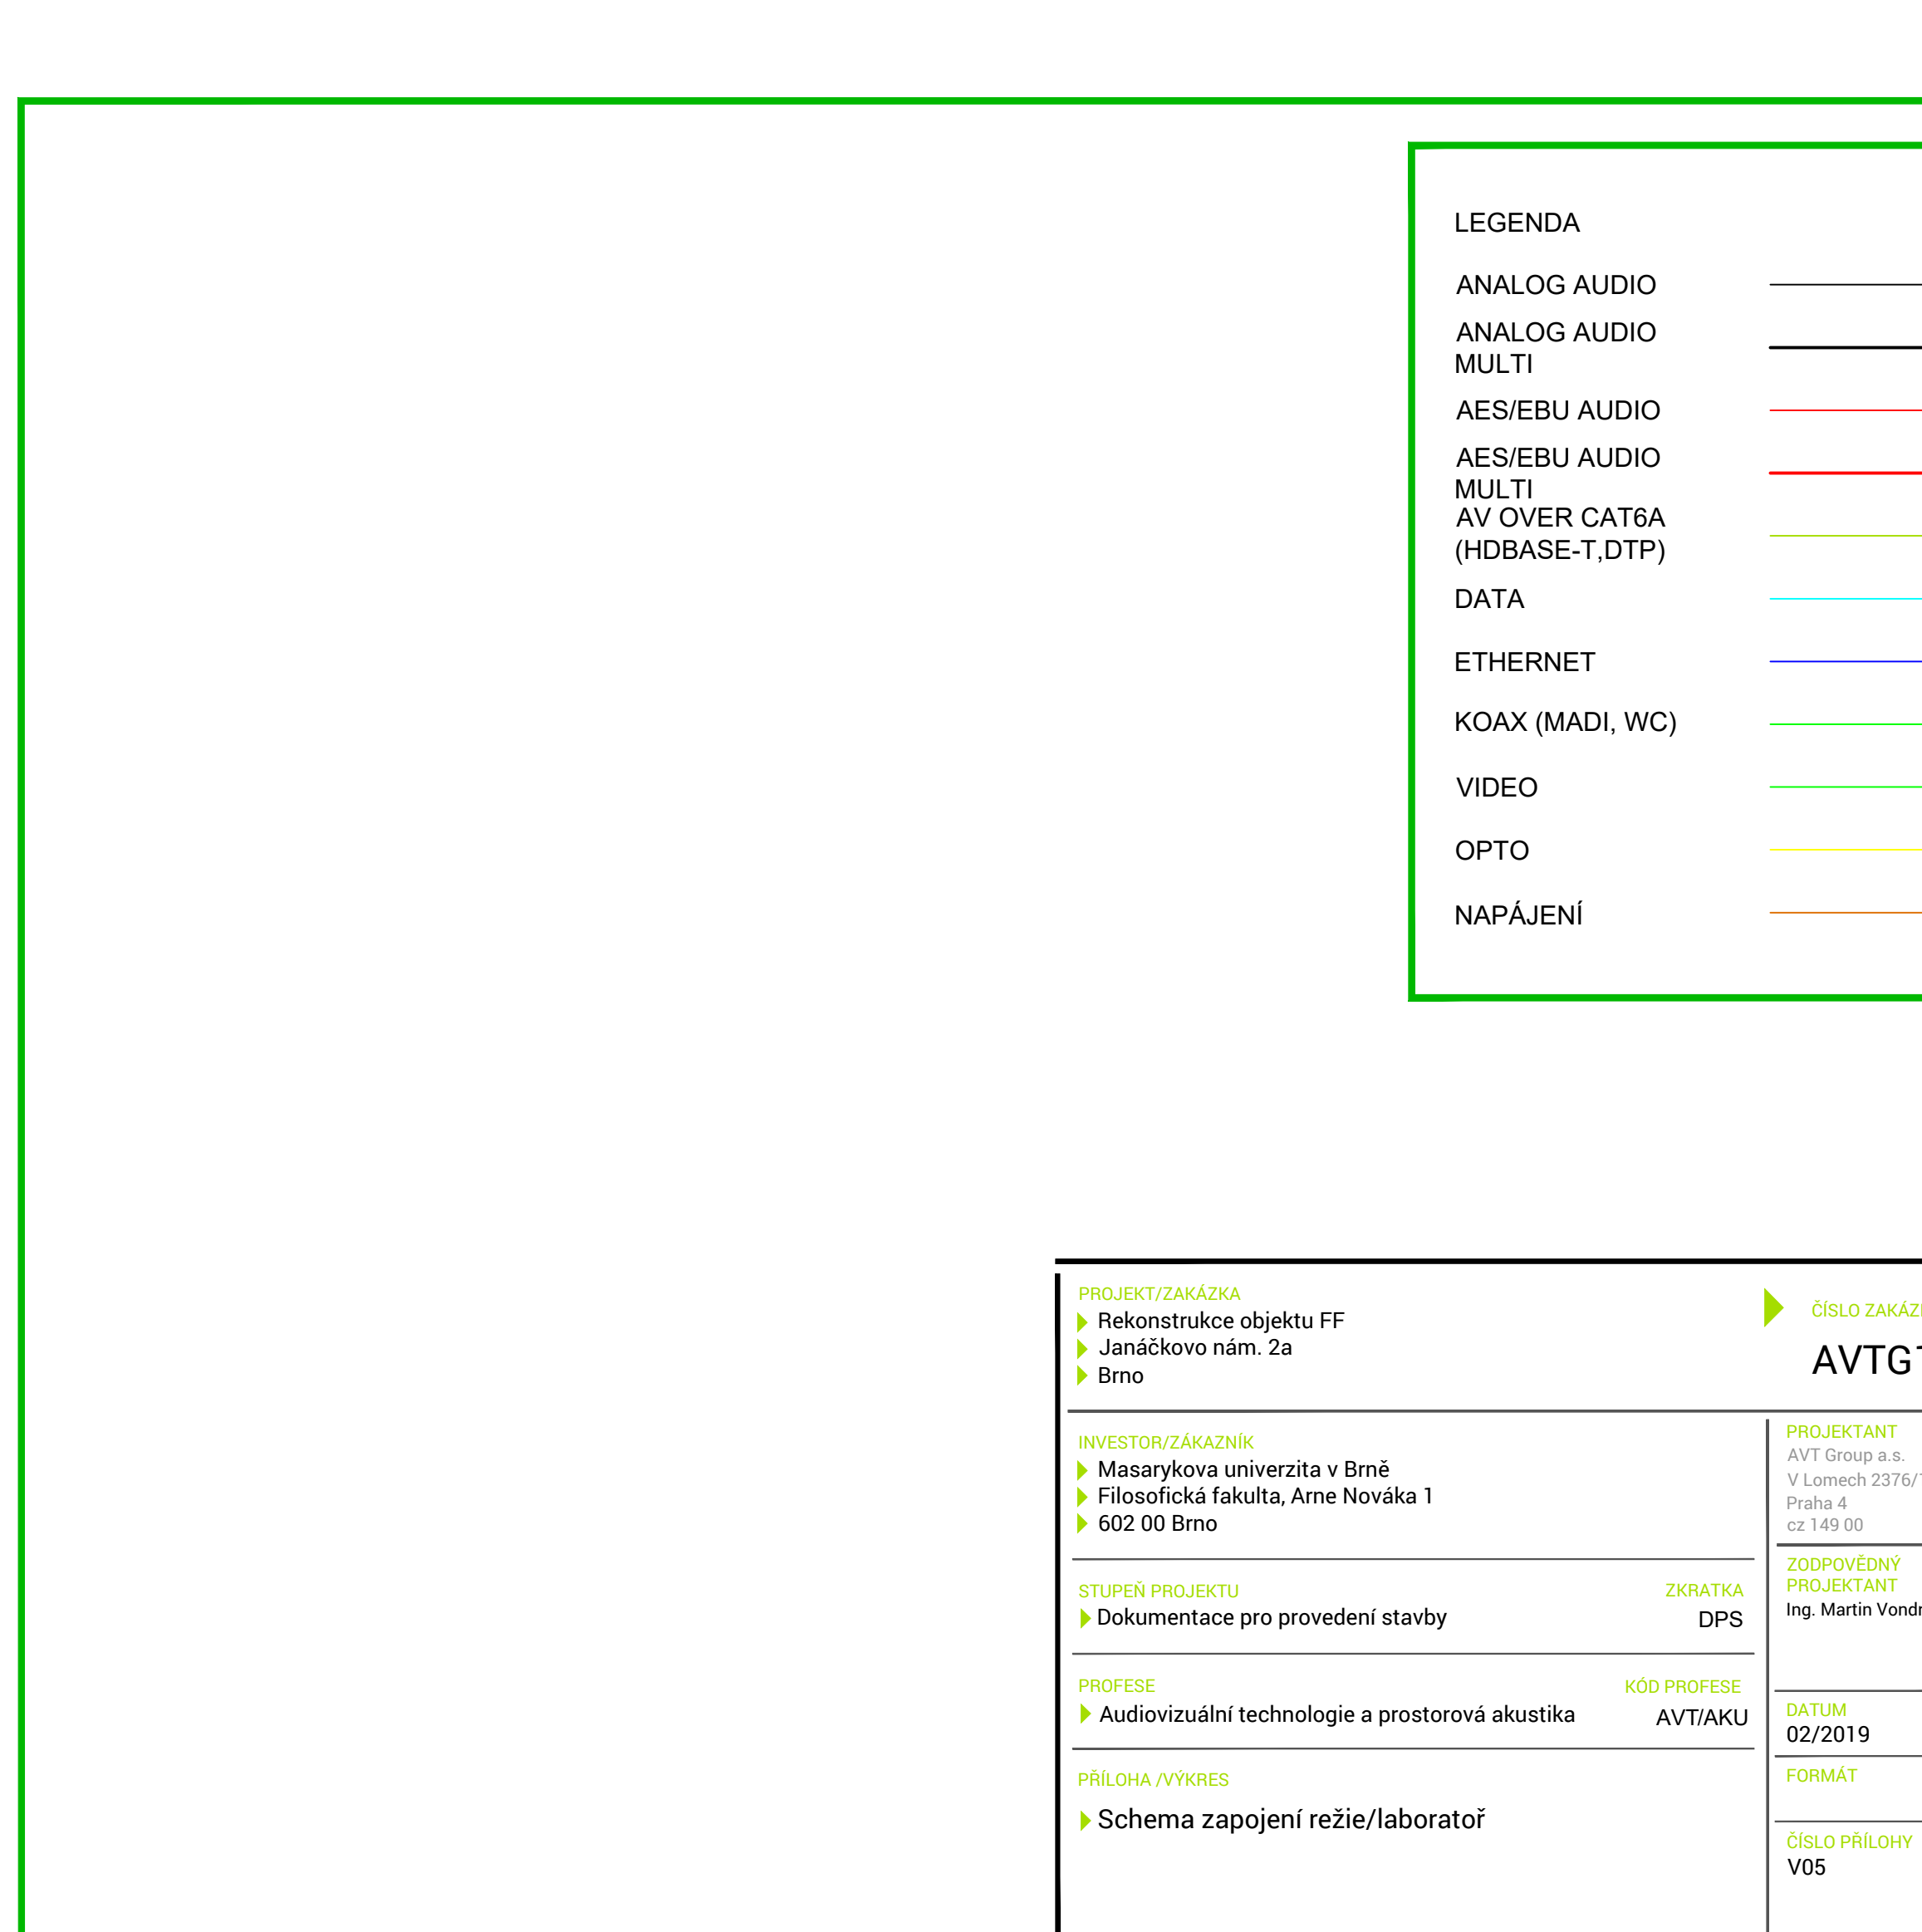 LEGENDA
ANALOG AUDIO
ANALOG AUDIO
MULTI
AES/EBU AUDIO
AES/EBU AUDIO
MULTI
AV OVER CAT6A
(HDBASE-T,DTP)
DATA
ETHERNET
KOAX (MADI, WC)
VIDEO
OPTO
NAPÁJENÍ
PROJEKT/ZAKÁZKA
Rekonstrukce objektu FF
Janáčkovo nám. 2a
Brno
ČÍSLO
INVESTOR/ZÁKAZNÍK
Masarykova univerzita v Brně
Filosofická fakulta, Arne Nováka 1
602 00 Brno
STUPEŇ PROJEKTU
ZKRATKA
Dokumentace pro provedení stavby
DPS
PROFESE
KÓD PROFESE
Audiovizuální technologie a prostorová akustika
AVT/AKU
PŘÍLOHA /VÝKRES
Schema zapojení režie/laboratoř
PROJEKTANT
AVT Group a.s.
V Lomech
Praha 4
cz 149 00
ZODPOVĚDNÝ
PROJEKTANT
Ing. Martin
DATUM
02/2019
FORMÁT
ČÍSLO PŘÍLOHY
V05